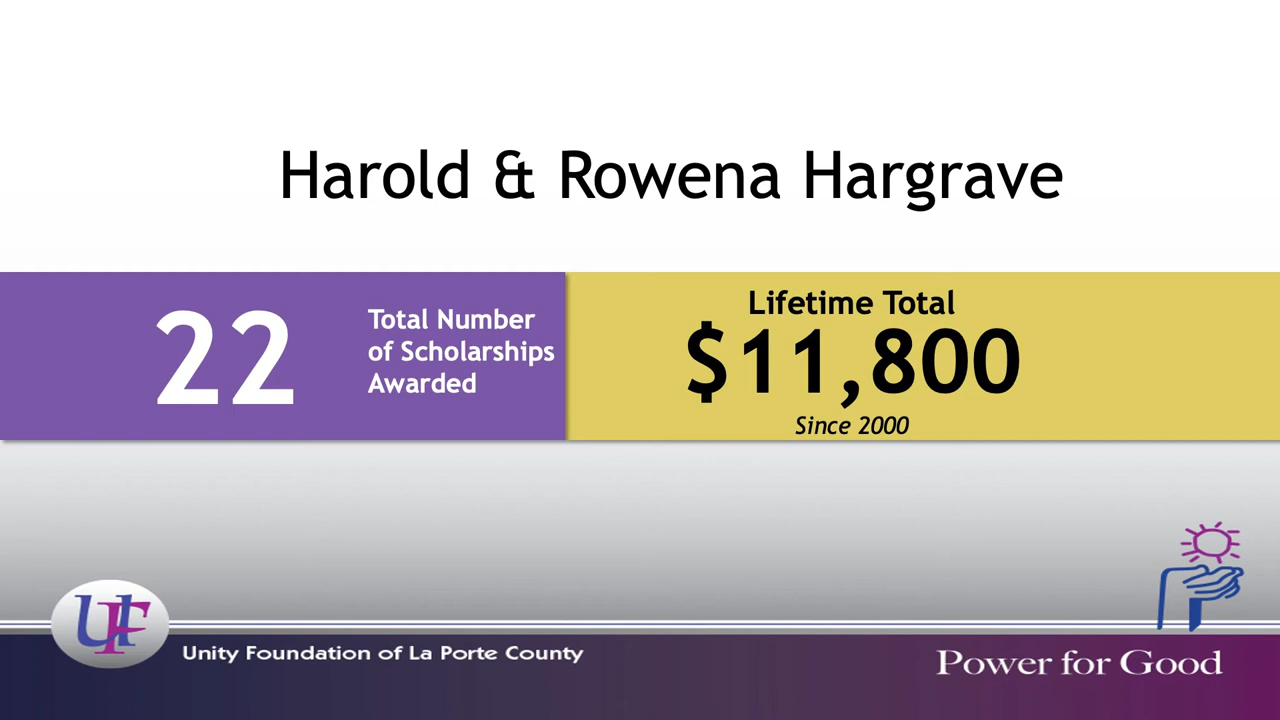 Harold & Rowena Hargrave
22
Total Number
of Scholarships
Awarded
Lifetime Total
$11,800
Since 2000
UF
Unity Foundation of La Porte County
Power for Good